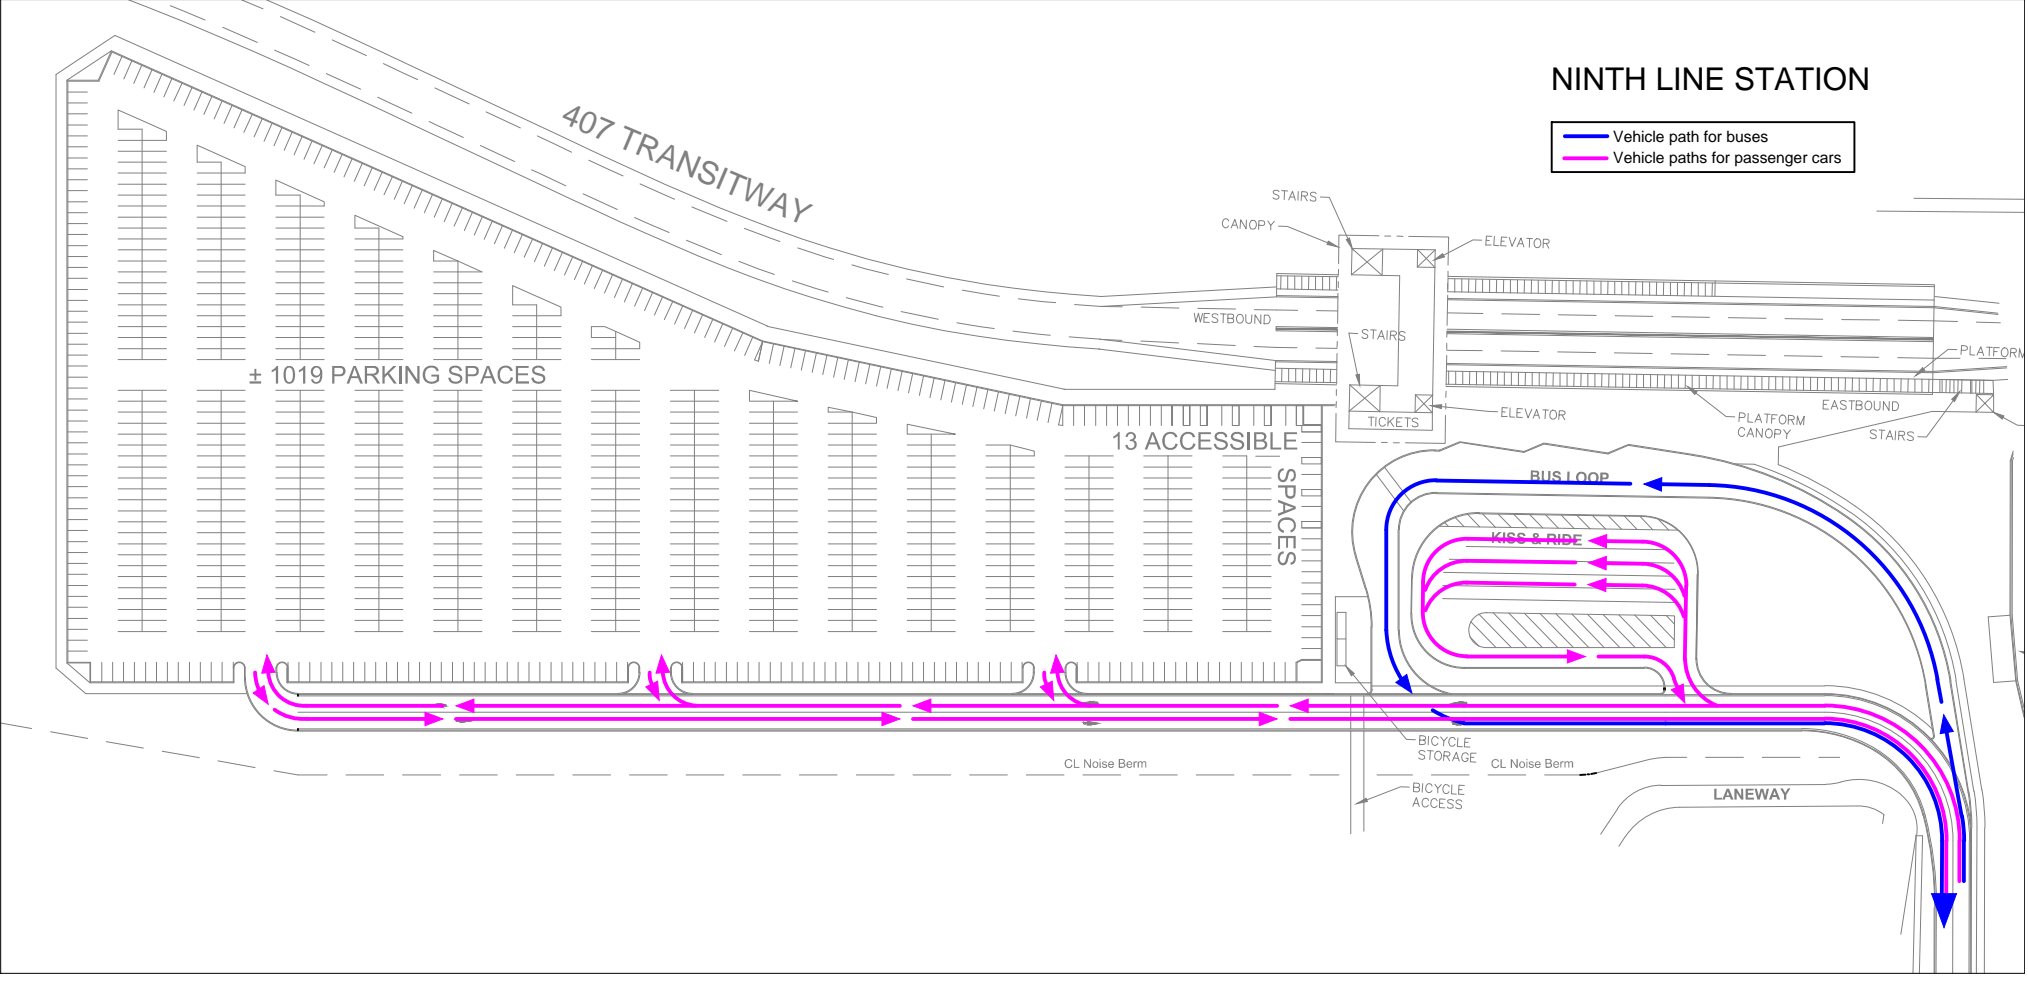 NINTH LINE STATION
Vehicle path for buses
Vehicle paths for passenger cars
407 TRANSITWAY
STAIRS
CANOPY
ELEVATOR
WESTBOUND
STAIRS
PLATFORM
± 1019 PARKING SPACES
ELEVATOR
TICKETS
EASTBOUND
PLATFORM
CANOPY
STAIRS
13 ACCESSIBLE
SPACES
BUS LOOP
KISS & RIDE
BICYCLE
STORAGE
CL Noise Berm
CL Noise Berm
BICYCLE
ACCESS
LANEWAY